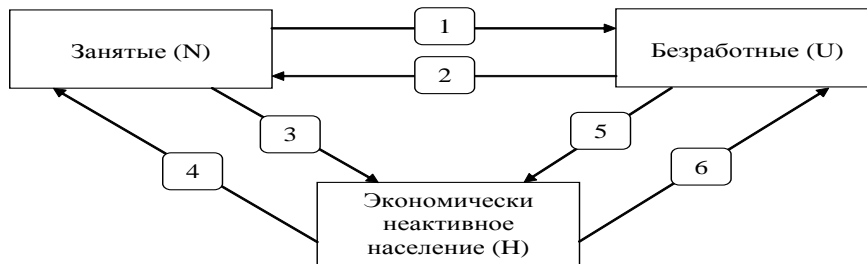 Занятые (N)
1
Безработные (U)
2
3
5
4
6
Экономически
неактивное
население (Н)